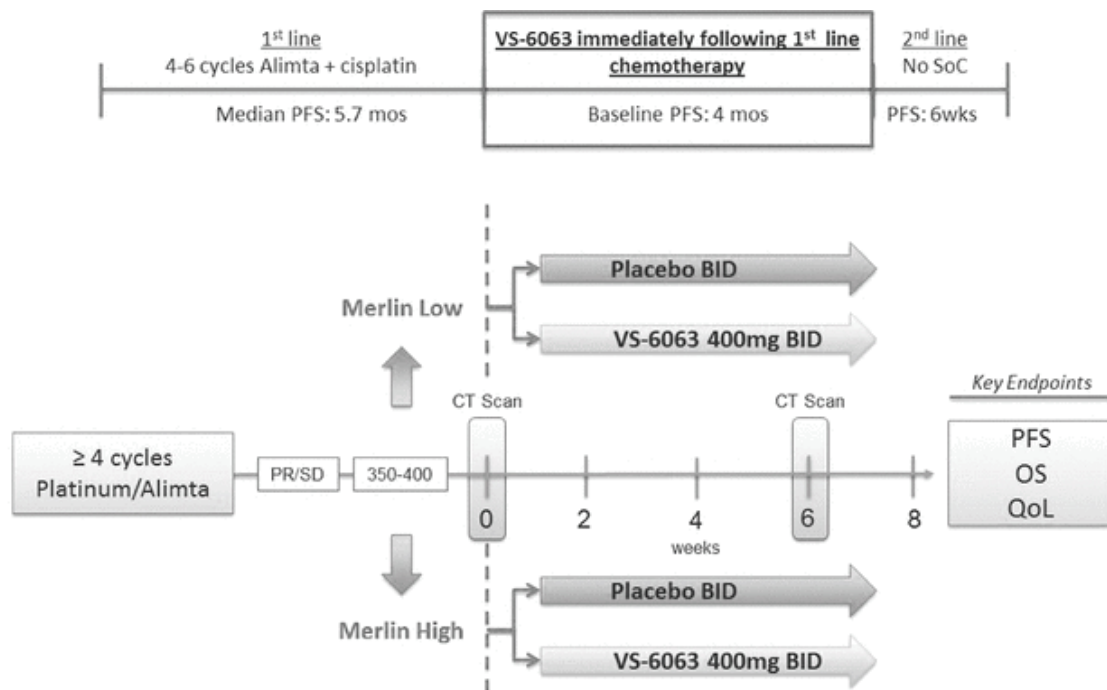 1st line
4-6 cycles Alimta + cisplatin
Median PFS: 5.7 mos
VS-6063 immediately following 1st line
chemotherapy
Baseline PFS: 4 mos
2nd line
No SoC
PFS: 6wks
Merlin Low
Placebo BID
VS-6063 400mg BID
≥ 4 cycles
Platinum/Alimta
PR/SD
350-400
CT Scan
CT Scan
0 2 4 6 8
weeks
Key Endpoints
PFS
OS
QoL
Merlin High
Placebo BID
VS-6063 400mg BID